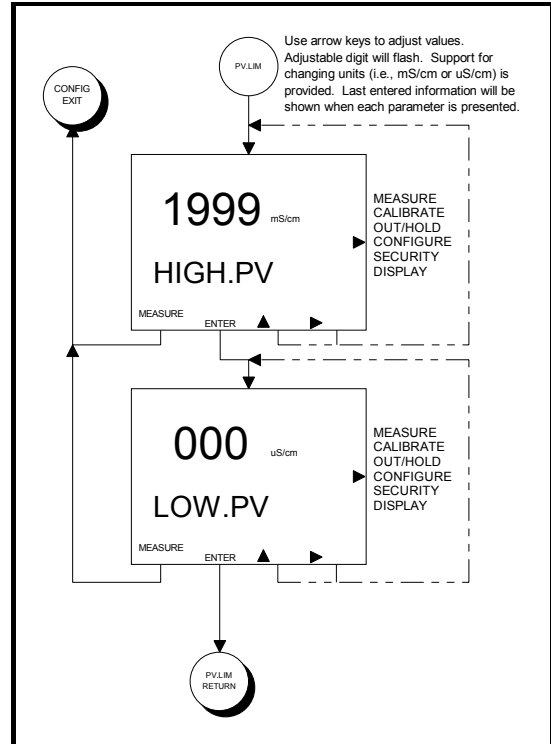 Use arrow keys to adjust values.
Adjustable digit will flash. Support for
changing units (i.e., mS/cm or uS/cm) is
provided. Last entered information will be
shown when each parameter is presented.
PV.LIM
CONFIG
EXIT
1999 mS/cm
HIGH.PV
MEASURE
ENTER
MEASURE
CALIBRATE
OUT/HOLD
CONFIGURE
SECURITY
DISPLAY
000 uS/cm
LOW.PV
MEASURE
ENTER
MEASURE
CALIBRATE
OUT/HOLD
CONFIGURE
SECURITY
DISPLAY
PV.LIM
RETURN